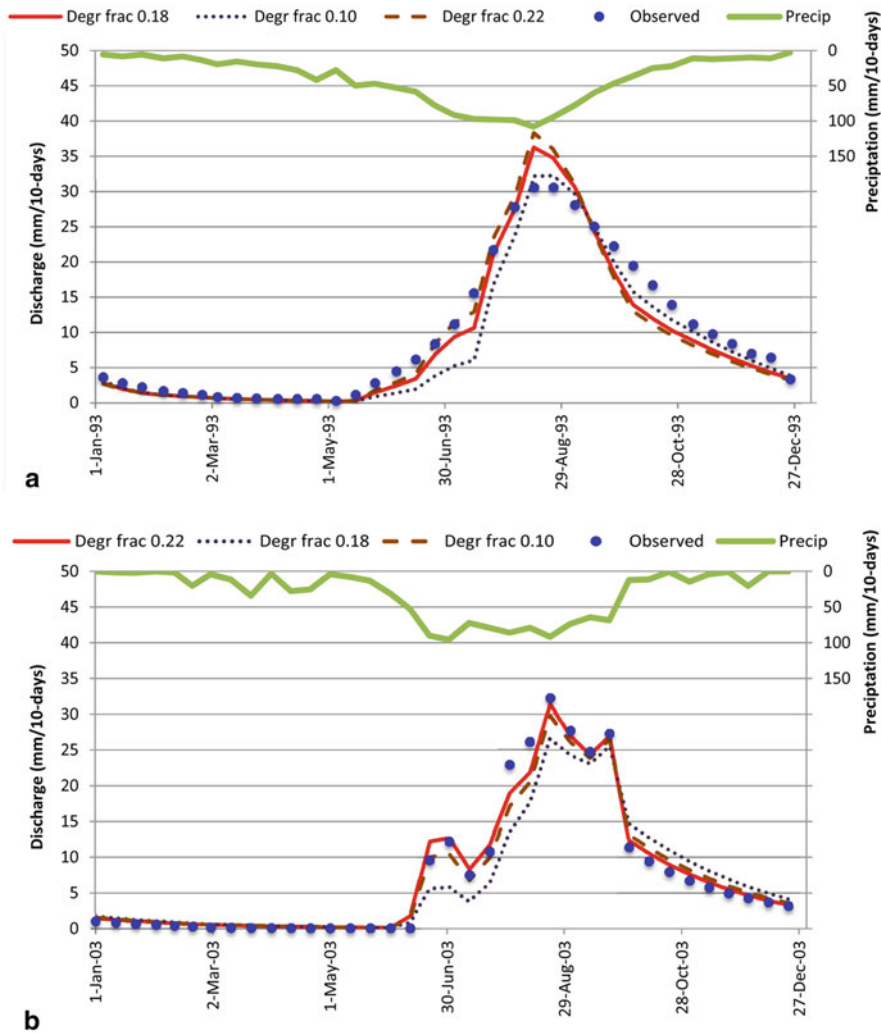 Degr frac 0.18 Degr frac 0.10 Degr frac 0.22 Observed Precip
50
45
40
35
30
25
20
15
10
5
0
Discharge (mm/10-days)
0
50
100
150
Preciptation (mm/10-days)
1-Jan-93
2-Mar-93
1-May-93
30-Jun-93
29-Aug-93
28-Oct-93
27-Dec-93
a
Degr frac 0.22 Degr frac 0.18 Degr frac 0.10 Observed Precip
50
45
40
35
30
25
20
15
10
5
0
Discharge (mm/10-days)
0
50
100
150
Preciptation (mm/10-days)
1-Jan-03
2-Mar-03
1-May-03
30-Jun-03
29-Aug-03
28-Oct-03
27-Dec-03
b